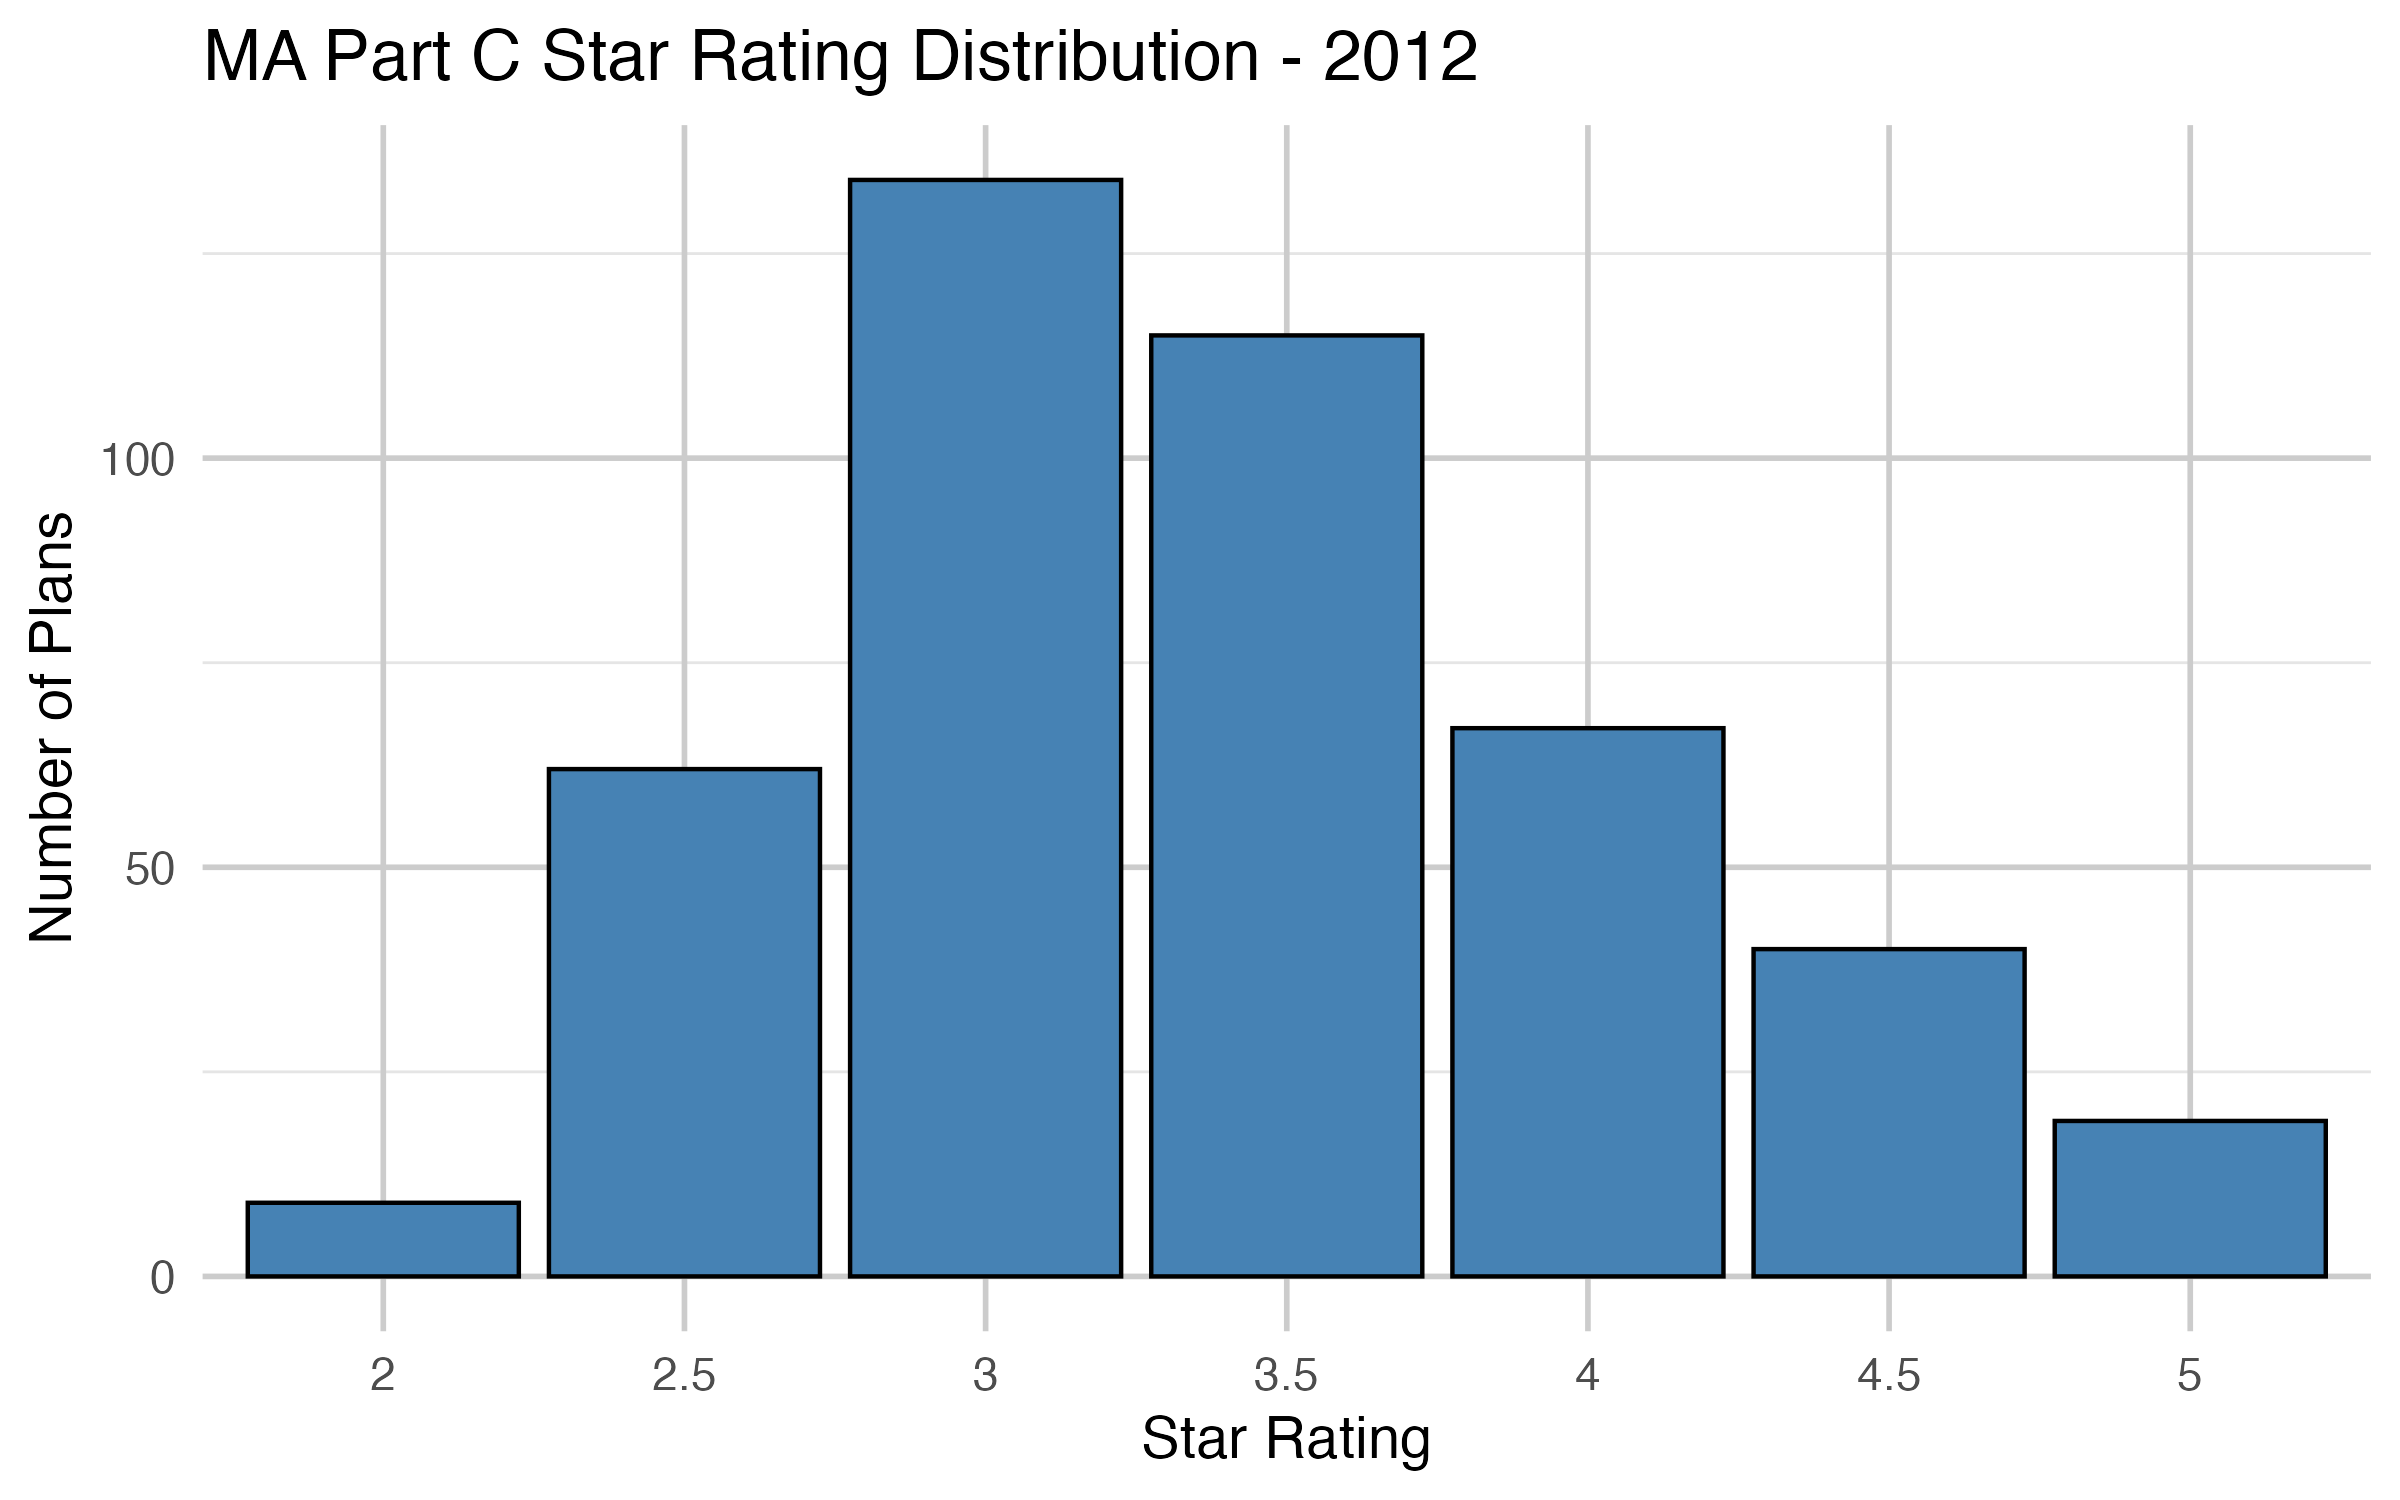 MA Part C Star Rating Distribution - 2012
Number of Plans
100
50
0
2 2.5 3 3.5 4 4.5 5
Star Rating